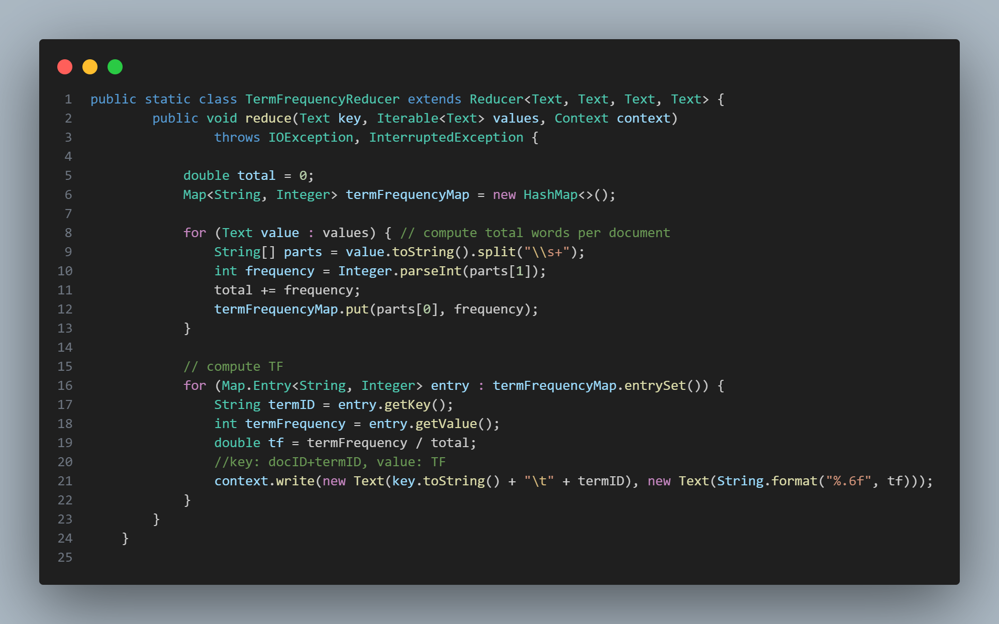 1 public static class TermFrequencyReducer extends Reducer<Text, Text, Text, Text> {
2         public void reduce(Text key, Iterable<Text> values, Context context)
3                 throws IOException, InterruptedException {
4
5             double total = 0;
6             Map<String, Integer> termFrequencyMap = new HashMap<>();
7
8             for (Text value : values) { // compute total words per document
9                 String[] parts = value.toString().split("\\s+");
10                 int frequency = Integer.parseInt(parts[1]);
11                 total += frequency;
12                 termFrequencyMap.put(parts[0], frequency);
13             }
14
15             // compute TF
16             for (Map.Entry<String, Integer> entry : termFrequencyMap.entrySet()) {
17                 String termID = entry.getKey();
18                 int termFrequency = entry.getValue();
19                 double tf = termFrequency / total;
20                 //key: docID+termID, value: TF
21                 context.write(new Text(key.toString() + "\t" + termID), new Text(String.format("%.6f", tf)));
22             }
23         }
24     }
25